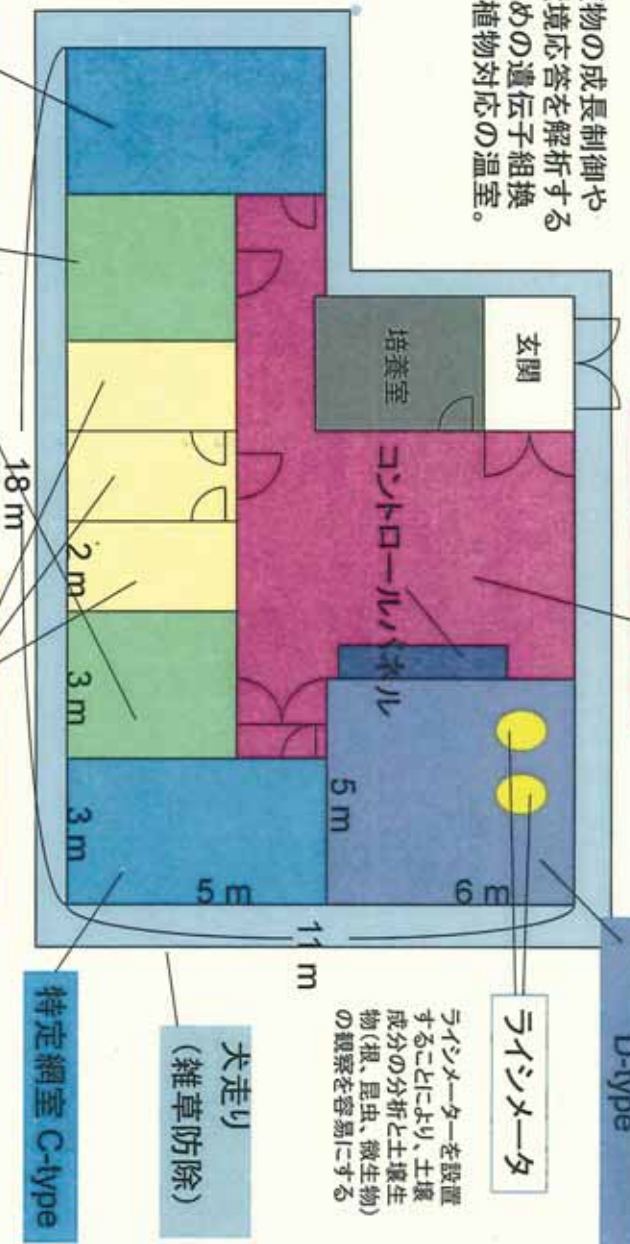 物の成長制御や
境応答を解析する
めの遺伝子組換
植物対応の温室。
玄関
培養室
コントロールパネル
18 m
2 m
3 m
3 m
5 m
5 m
6 m
11 m
D-type
ライシメータ
ライシメーターを設置
することにより、土壌
成分の分析と土壌生
物(根、昆虫、微生物)
の観察を容易にする
犬走り
(雑草防除)
特定網室 C-type